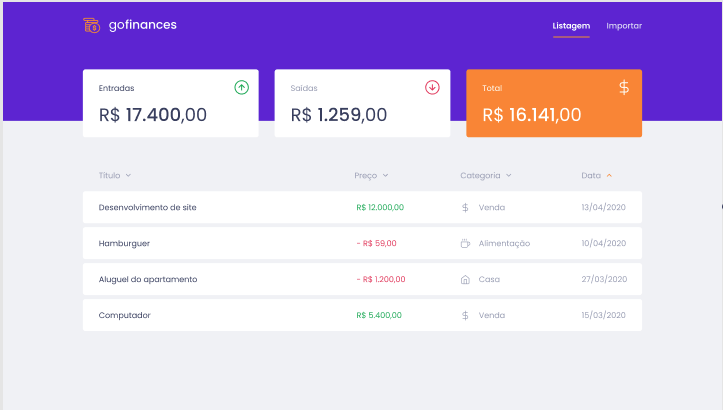 gofinances
Listagem Importar
Entradas
R$ 17.400,00
Saídas
R$ 1.259,00
Total
R$ 16.141,00
Título Preço Categoria Data
Desenvolvimento de site R$ 12.000,00 Venda 13/04/2020
Hamburguer - R$ 59,00 Alimentação 10/04/2020
Aluguel do apartamento - R$ 1.200,00 Casa 27/03/2020
Computador R$ 5.400,00 Venda 15/03/2020